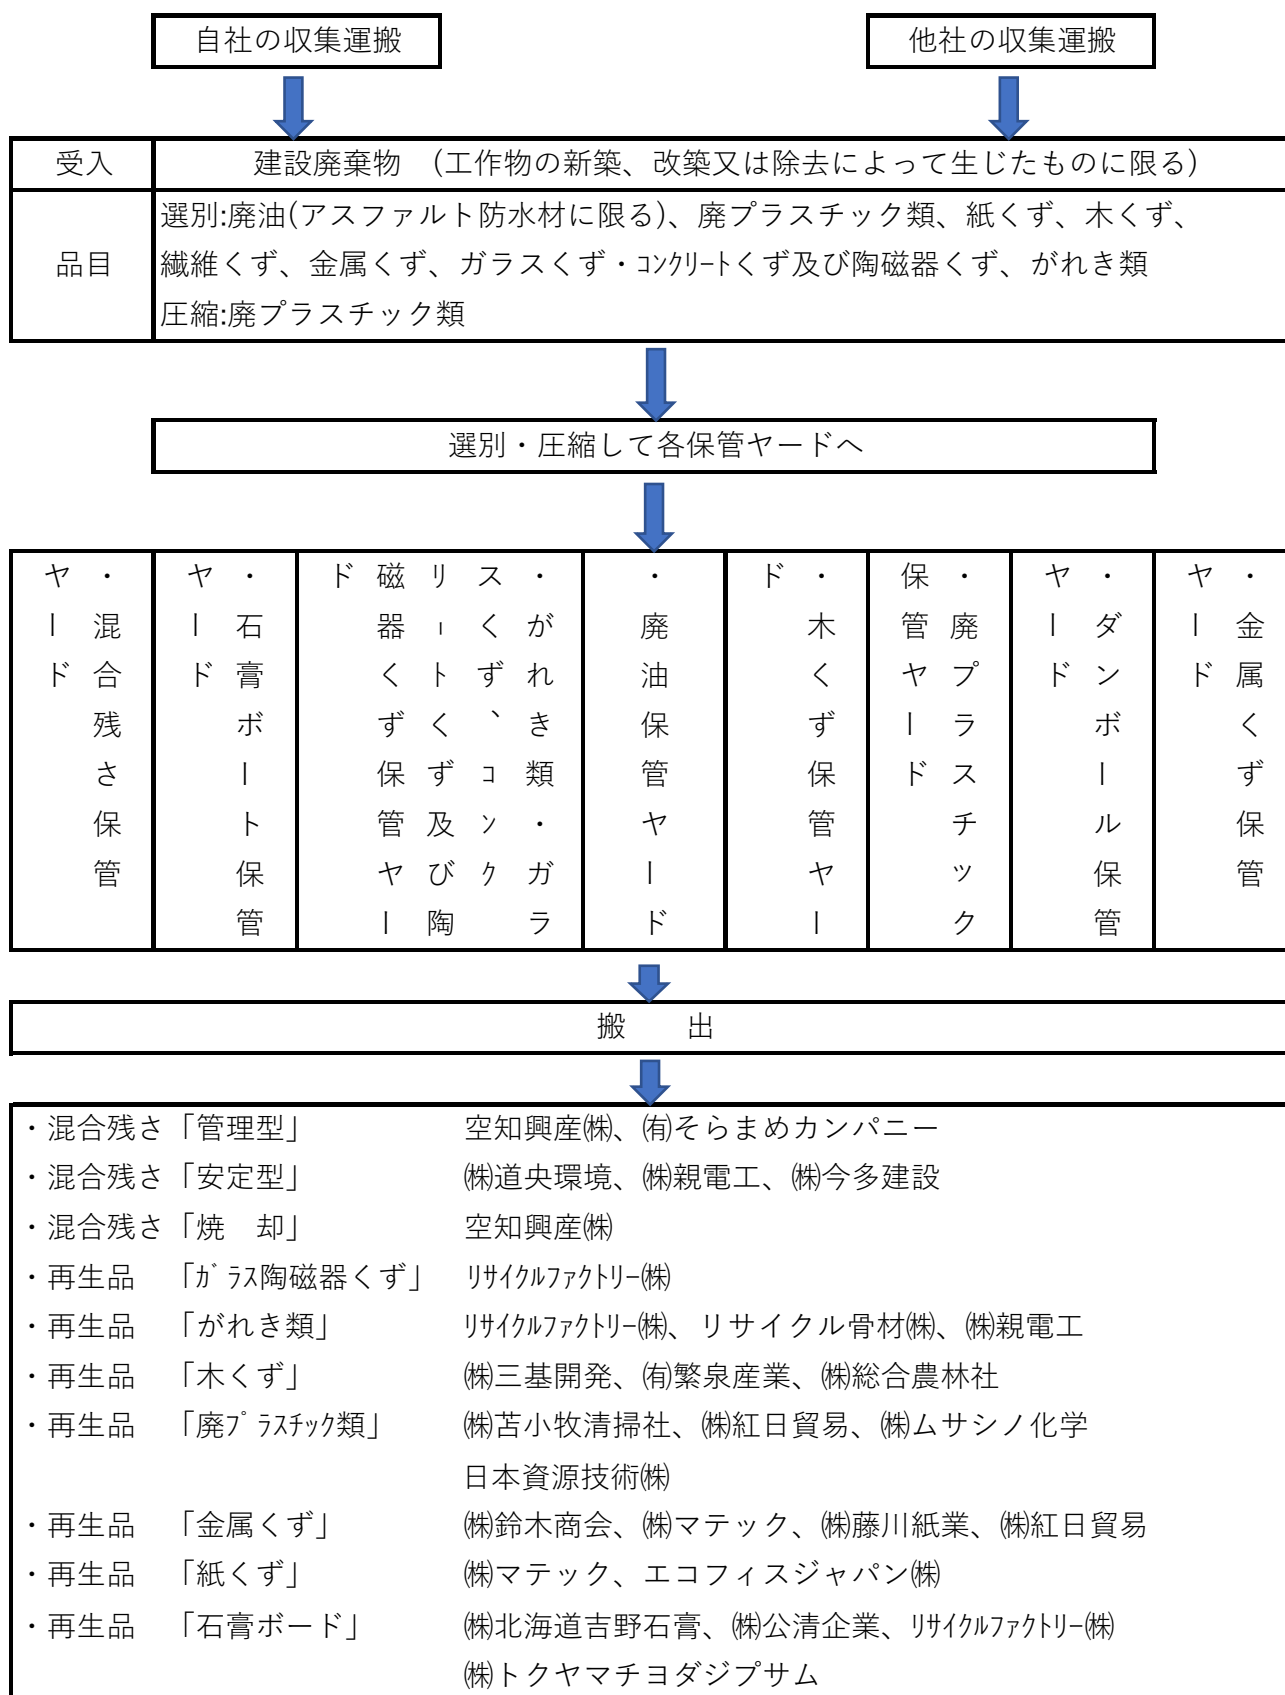 自社の収集運搬
他社の収集運搬
受入
建設廃棄物　(工作物の新築、改築又は除去によって生じたものに限る)
品目
選別:廃油(アスファルト防水材に限る)、廃プラスチック類、紙くず、木くず、
繊維くず、金属くず、ガラスくず・ｺﾝｸﾘｰﾄくず及び陶磁器くず、がれき類
圧縮:廃プラスチック類
選別・圧縮して各保管ヤードへ
・金属くず保管
ヤード
・ダンボール保管
ヤード
・廃プラスチック
保管ヤード
・木くず保管ヤー
ド
・廃油保管ヤード
・がれき類・ガラ
スくず、ｺﾝｸ
ﾘｰﾄくず及び陶
磁器くず保管ヤー
ド
・石膏ボート保管
ヤード
・混合残さ保管
ヤード
搬　　出
・混合残さ「管理型」　空知興産㈱、㈲そらまめカンパニー
・混合残さ「安定型」　㈱道央環境、㈱親電工、㈱今多建設
・混合残さ「焼　却」　空知興産㈱
・再生品　「ｶﾞﾗｽ陶磁器くず」　ﾘｻｲｸﾙﾌｧｸﾄﾘｰ㈱
・再生品　「がれき類」　ﾘｻｲｸﾙﾌｧｸﾄﾘｰ㈱、リサイクル骨材㈱、㈱親電工
・再生品　「木くず」　㈱三基開発、㈲繁泉産業、㈱総合農林社
・再生品　「廃ﾌﾟﾗｽﾁｯｸ類」　㈱苫小牧清掃社、㈱紅日貿易、㈱ムサシノ化学
日本資源技術㈱
・再生品　「金属くず」　㈱鈴木商会、㈱マテック、㈱藤川紙業、㈱紅日貿易
・再生品　「紙くず」　㈱マテック、エコフィスジャパン㈱
・再生品　「石膏ボード」　㈱北海道吉野石膏、㈱公清企業、ﾘｻｲｸﾙﾌｧｸﾄﾘｰ㈱
㈱トクヤマチヨダジプサム